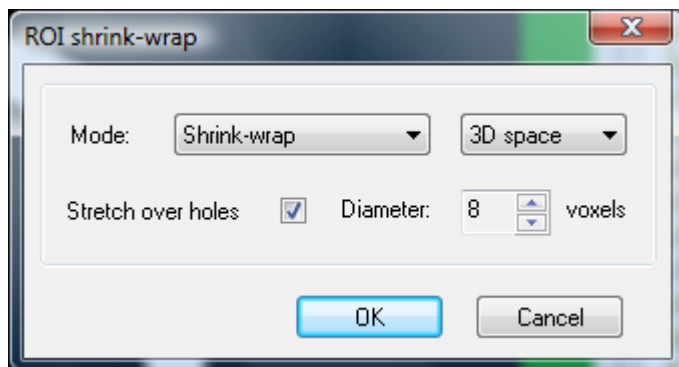 ROI shrink-wrap
Mode: Shrink-wrap 3D space
Stretch over holes Diameter: 8 voxels
OK Cancel